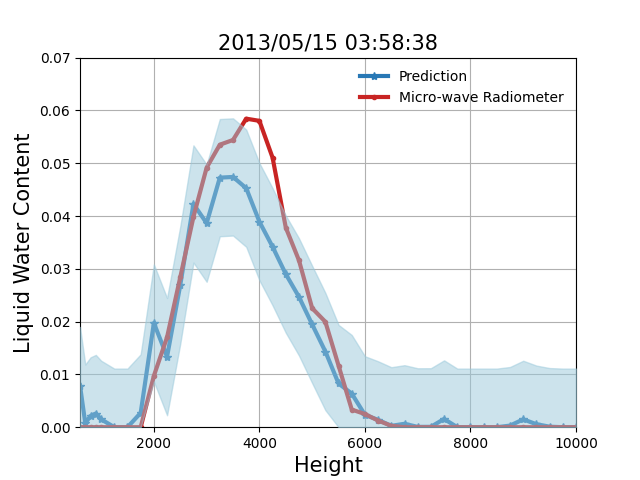 2013/05/15 03:58:38
Prediction
Micro-wave Radiometer
Liquid Water Content
0.07
0.06
0.05
0.04
0.03
0.02
0.01
0.00
2000 4000 6000 8000 10000
Height